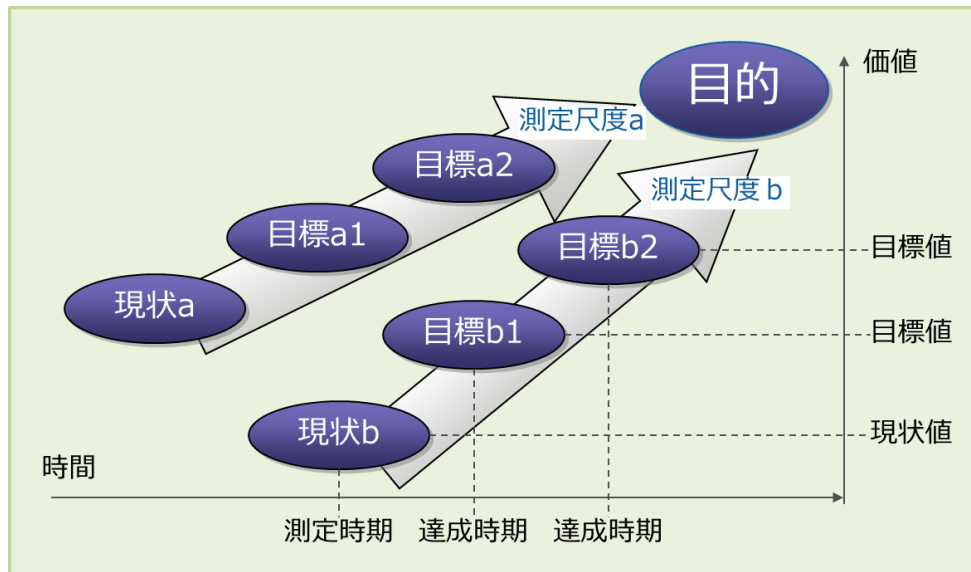 価値
目的
測定尺度a
目標a2
測定尺度b
目標a1
目標b2
目標値
現状a
目標b1
目標値
現状b
現状値
時間
測定時期
達成時期
達成時期